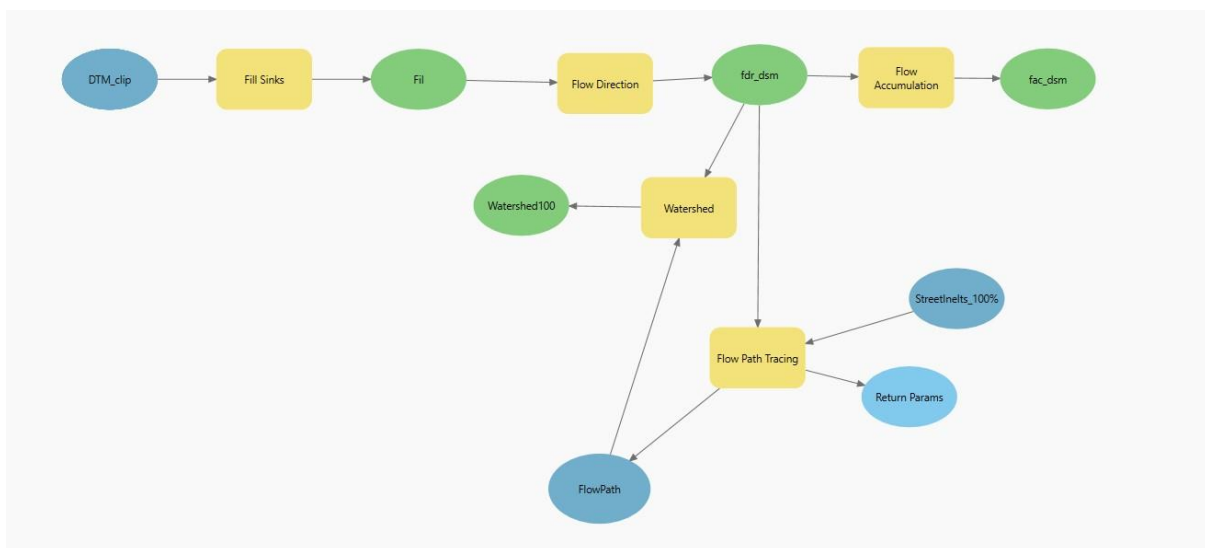 DTM_clip
Fill Sinks
Fil
Flow Direction
fdr_dsm
Flow
Accumulation
fac_dsm
Watershed100
Watershed
StreetInelts_100%
Flow Path Tracing
Return Params
FlowPath